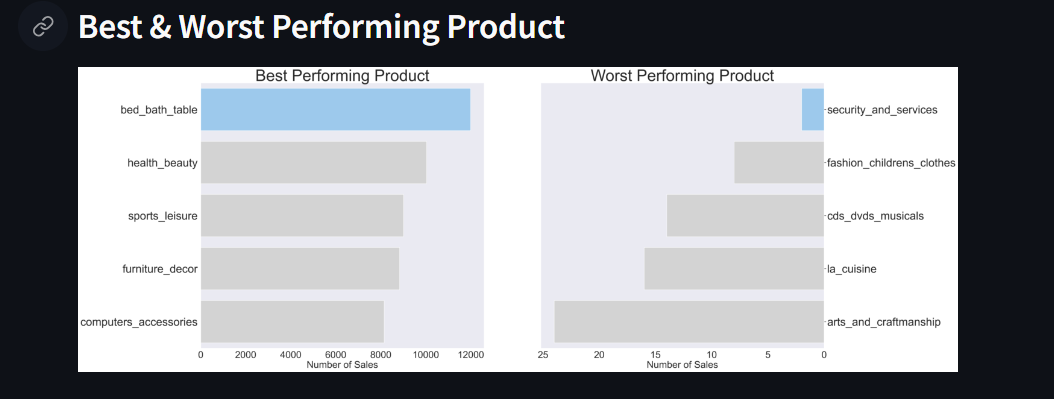 Best & Worst Performing Product
Best Performing Product
bed_bath_table
health_beauty
sports_leisure
furniture_decor
computers_accessories
0 2000 4000 6000 8000 10000 12000
Number of Sales
Worst Performing Product
security_and_services
fashion_childrens_clothes
cds_dvds_musicals
la_cuisine
arts_and_craftmanship
25 20 15 10 5 0
Number of Sales